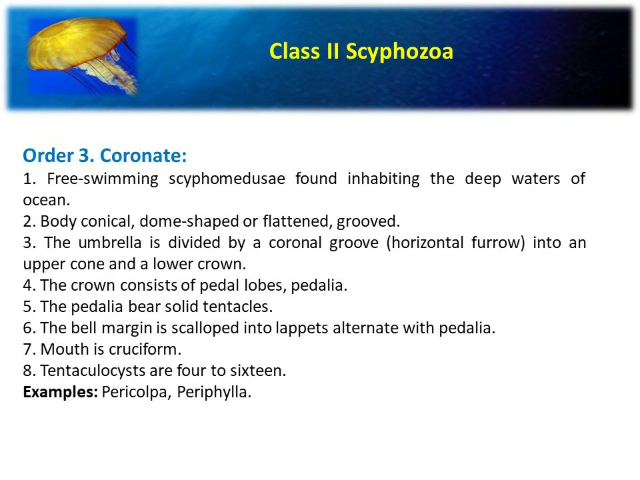 Class II Scyphozoa
Order 3. Coronate:
1. Free-swimming scyphomedusae found inhabiting the deep waters of
ocean.
2. Body conical, dome-shaped or flattened, grooved.
3. The umbrella is divided by a coronal groove (horizontal furrow) into an
upper cone and a lower crown.
4. The crown consists of pedal lobes, pedalia.
5. The pedalia bear solid tentacles.
6. The bell margin is scalloped into lappets alternate with pedalia.
7. Mouth is cruciform.
8. Tentaculocysts are four to sixteen.
Examples: Pericolpa, Periphylla.